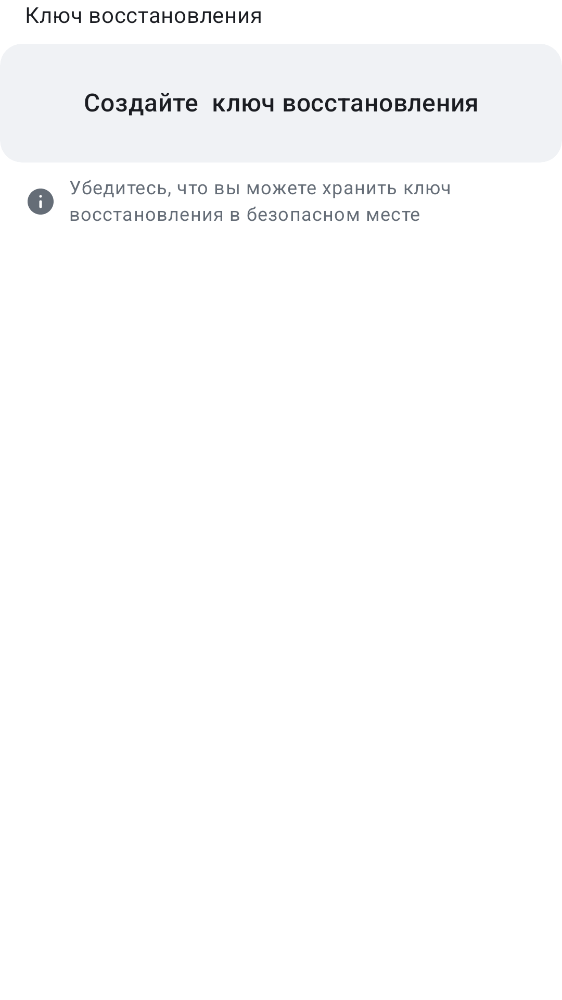 Ключ восстановления
Создайте  ключ восстановления
Убедитесь, что вы можете хранить ключ
восстановления в безопасном месте